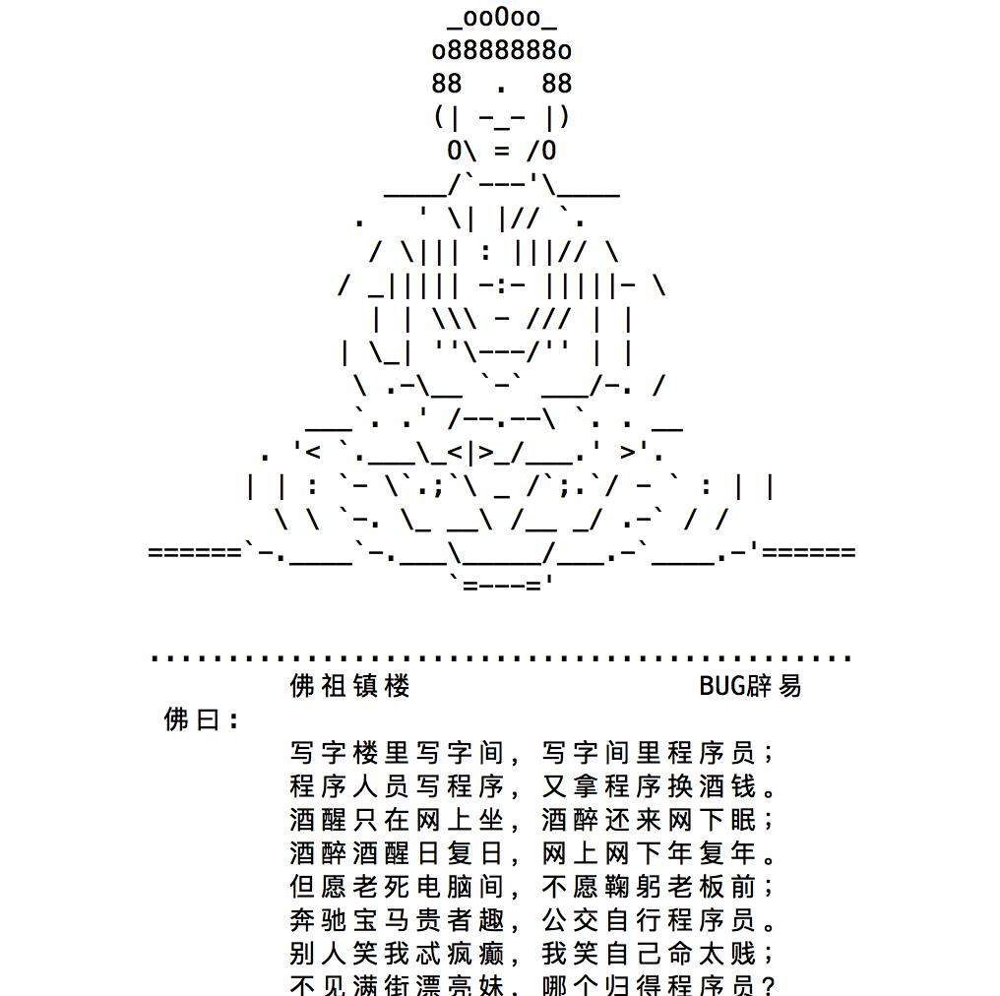 _ooOoo_
o8888888o
88 . 88
(| -_- |)
O\ = /O
____/`---'\____
. ' \| |// `.
/ \||| : |||// \
/ _||||| -:- |||||- \
| | \\\ - /// | |
| \_| ''\---/'' | |
\ .-\__ `-` ___/-. /
___`. .' /--.--\ `. . __
. '< `.___\_<|>_/___.' >'.
| | : `- \`.;`\ _ /`;.`/ - ` : | |
\ \ `-. \_ __\ /__ _/ .-` / /
======`-.____`-.___\_____/___.-`____.-'======
`=---='
.............................................
佛祖镇楼 BUG辟易
佛曰:
写字楼里写字间，写字间里程序员；
程序人员写程序，又拿程序换酒钱。
酒醒只在网上坐，酒醉还来网下眠；
酒醉酒醒日复日，网上网下年复年。
但愿老死电脑间，不愿鞠躬老板前；
奔驰宝马贵者趣，公交自行程序员。
别人笑我忒疯癫，我笑自己命太贱；
不见满街漂亮妹，哪个归得程序员?